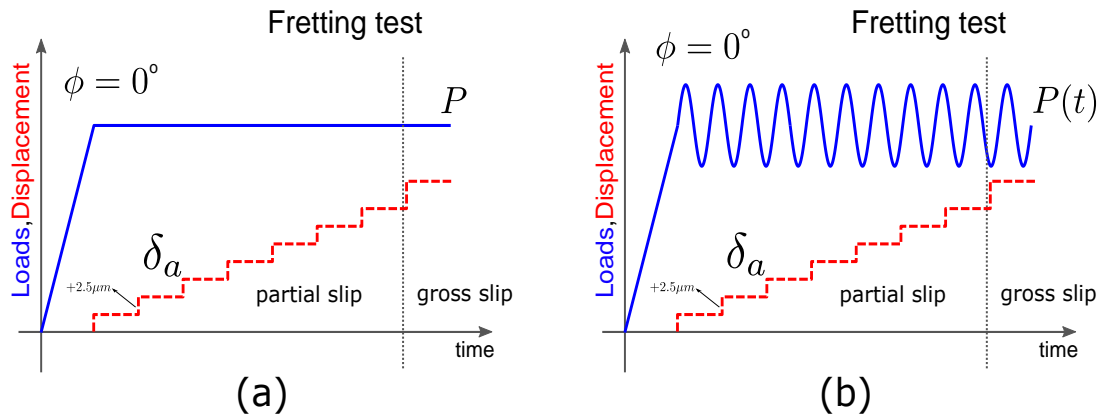 Fretting test
ϕ = 0°
P
Loads,Displacement
δₐ
+2.5μm
partial slip
gross slip
time
(a)
Fretting test
ϕ = 0°
P(t)
Loads,Displacement
δₐ
+2.5μm
partial slip
gross slip
time
(b)